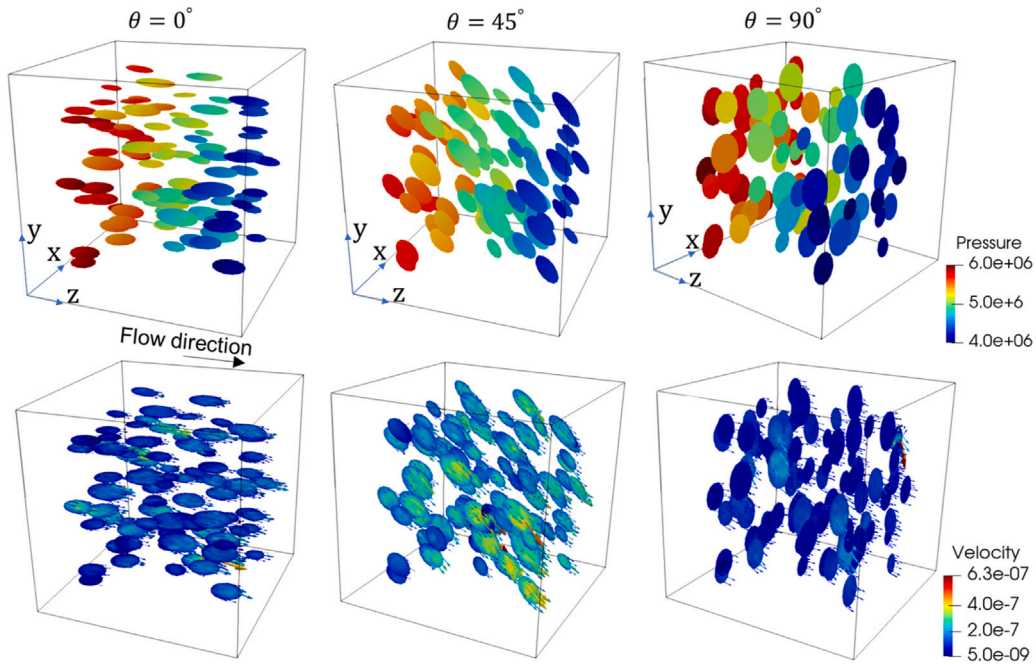 θ = 0° θ = 45° θ = 90°
y x z
y x z
y x z
Pressure
6.0e+06
5.0e+6
4.0e+06
Flow direction
Velocity
6.3e-07
4.0e-7
2.0e-7
5.0e-09